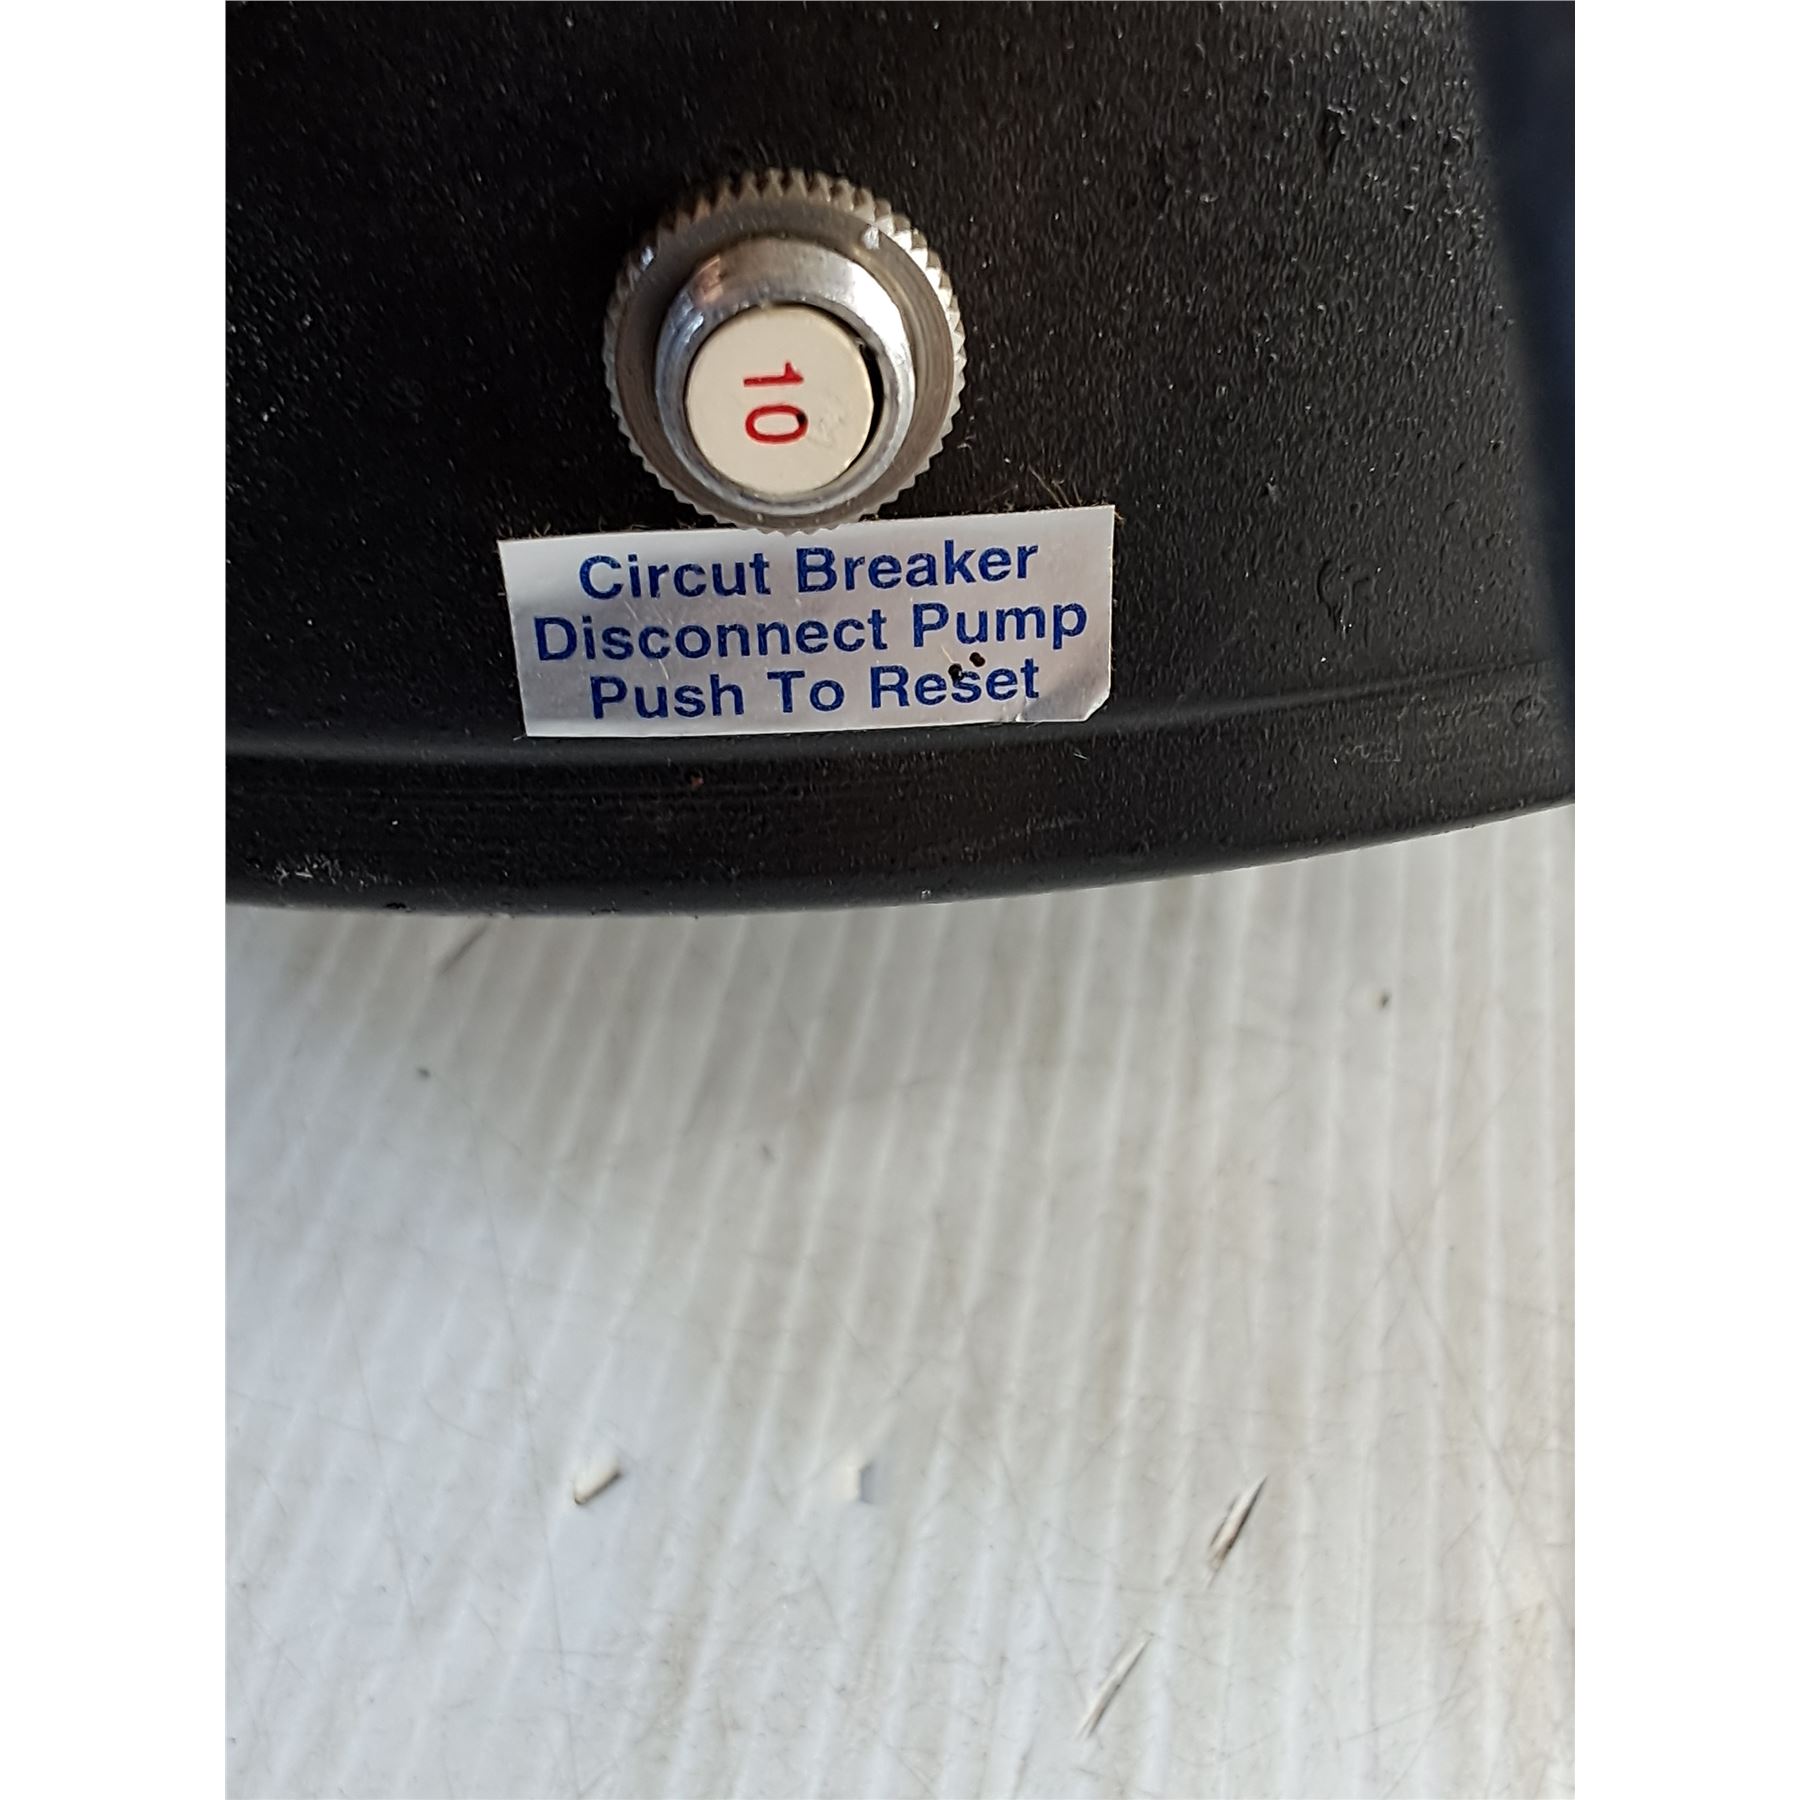 10
Circut Breaker
Disconnect Pump
Push To Reset